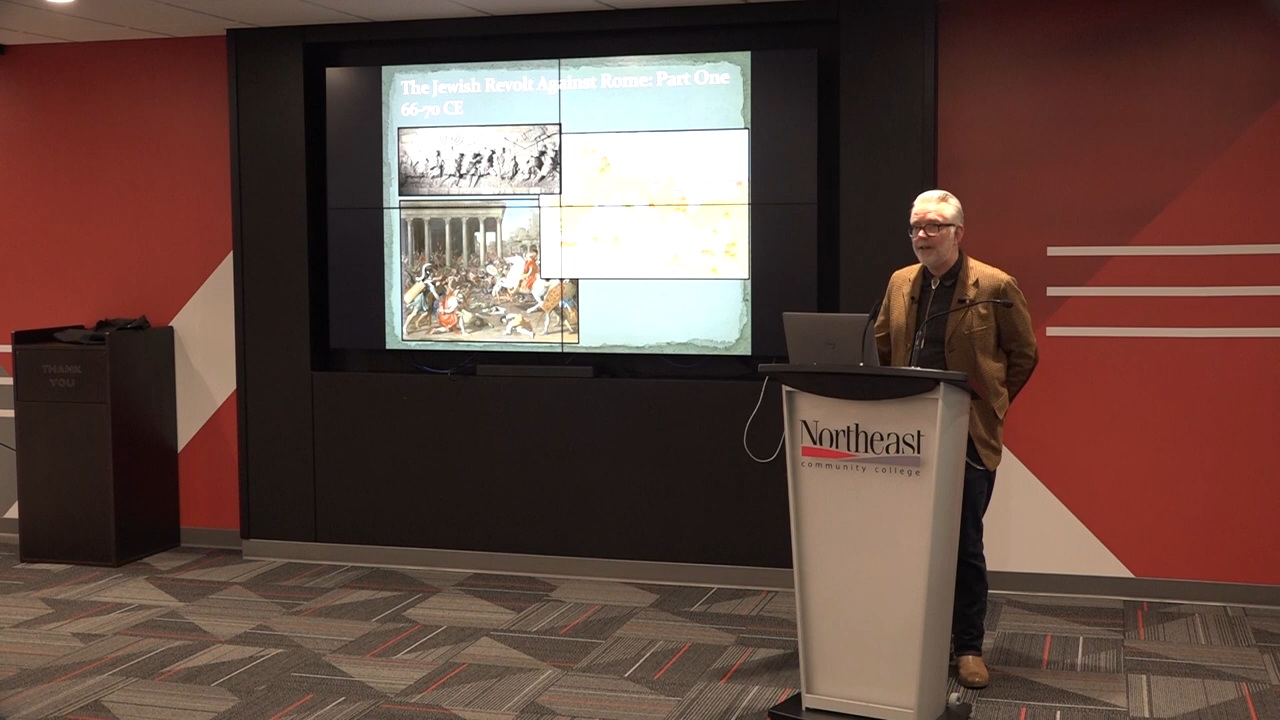 The Jewish Revolt Against Rome: Part One
66-70 CE
THANK
YOU
Northeast
community college